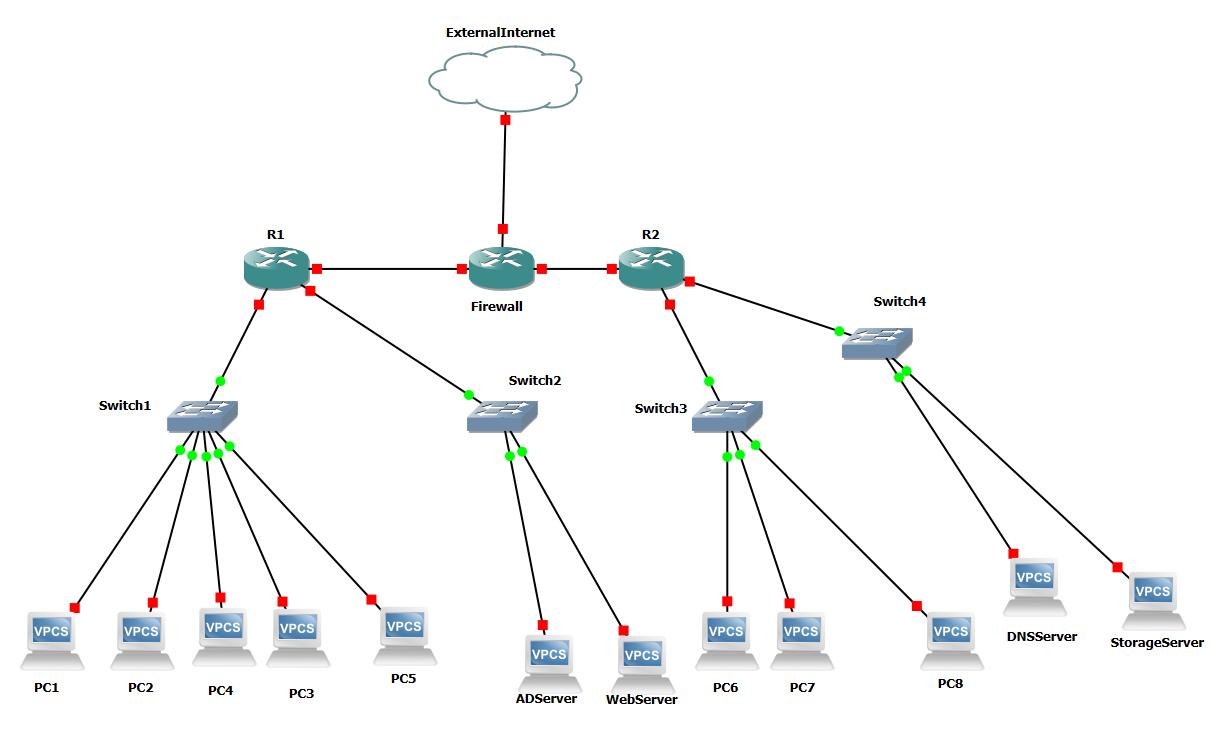 ExternalInternet
R1
R2
Firewall
Switch4
Switch2
Switch1
Switch3
VPCS
VPCS
VPCS
VPCS
VPCS
VPCS
VPCS
VPCS
VPCS
VPCS
VPCS
VPCS
DNSServer
StorageServer
PC1
PC2
PC4
PC3
PC5
ADServer
WebServer
PC6
PC7
PC8